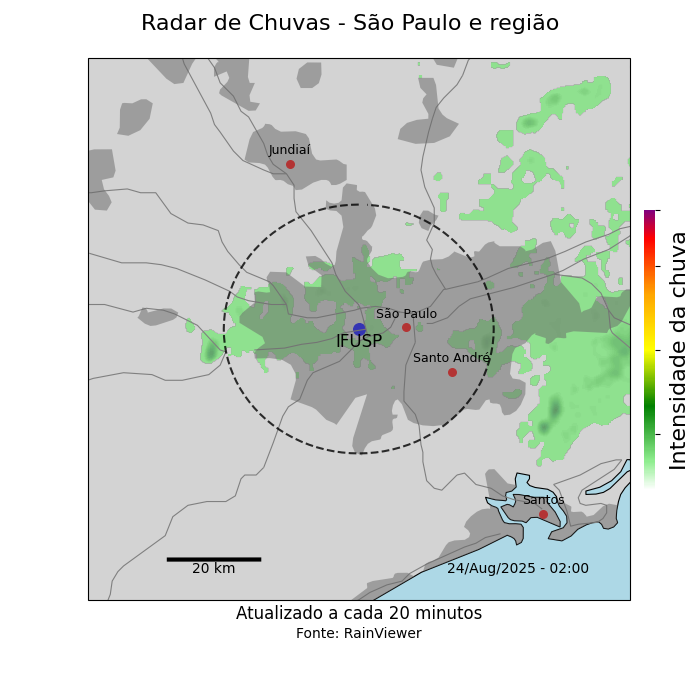 Radar de Chuvas - São Paulo e região
Jundiaí
São Paulo
IFUSP
Santo André
Intensidade da chuva
Santos
20 km
24/Aug/2025 - 02:00
Atualizado a cada 20 minutos
Fonte: RainViewer